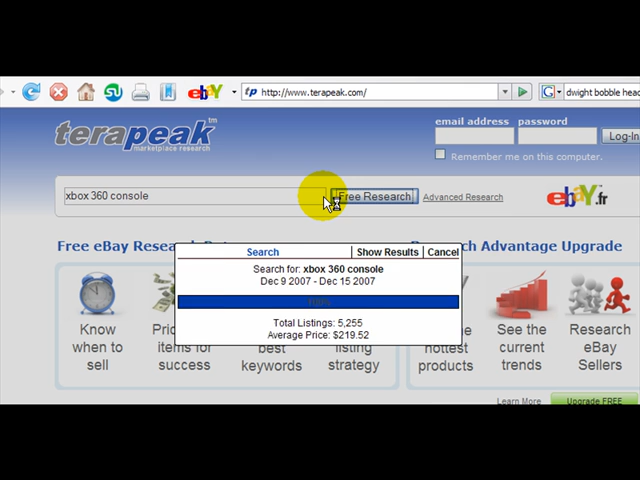 ebaY
tp http://www.terapeak.com/
G dwight bobble head
terapeak™
marketplace research
email address password
Log-In
Remember me on this computer.
xbox 360 console
Free Research
Advanced Research
ebaY.fr
Free eBay Research
Advantage Upgrade
Search Show Results Cancel
Search for: xbox 360 console
Dec 9 2007 - Dec 15 2007
100%
Total Listings: 5,255
Average Price: $219.52
Know
when to
sell
items for
success
best
keywords
listing
strategy
hottest
products
See the
current
trends
Research
eBay
Sellers
Learn More
Upgrade FREE